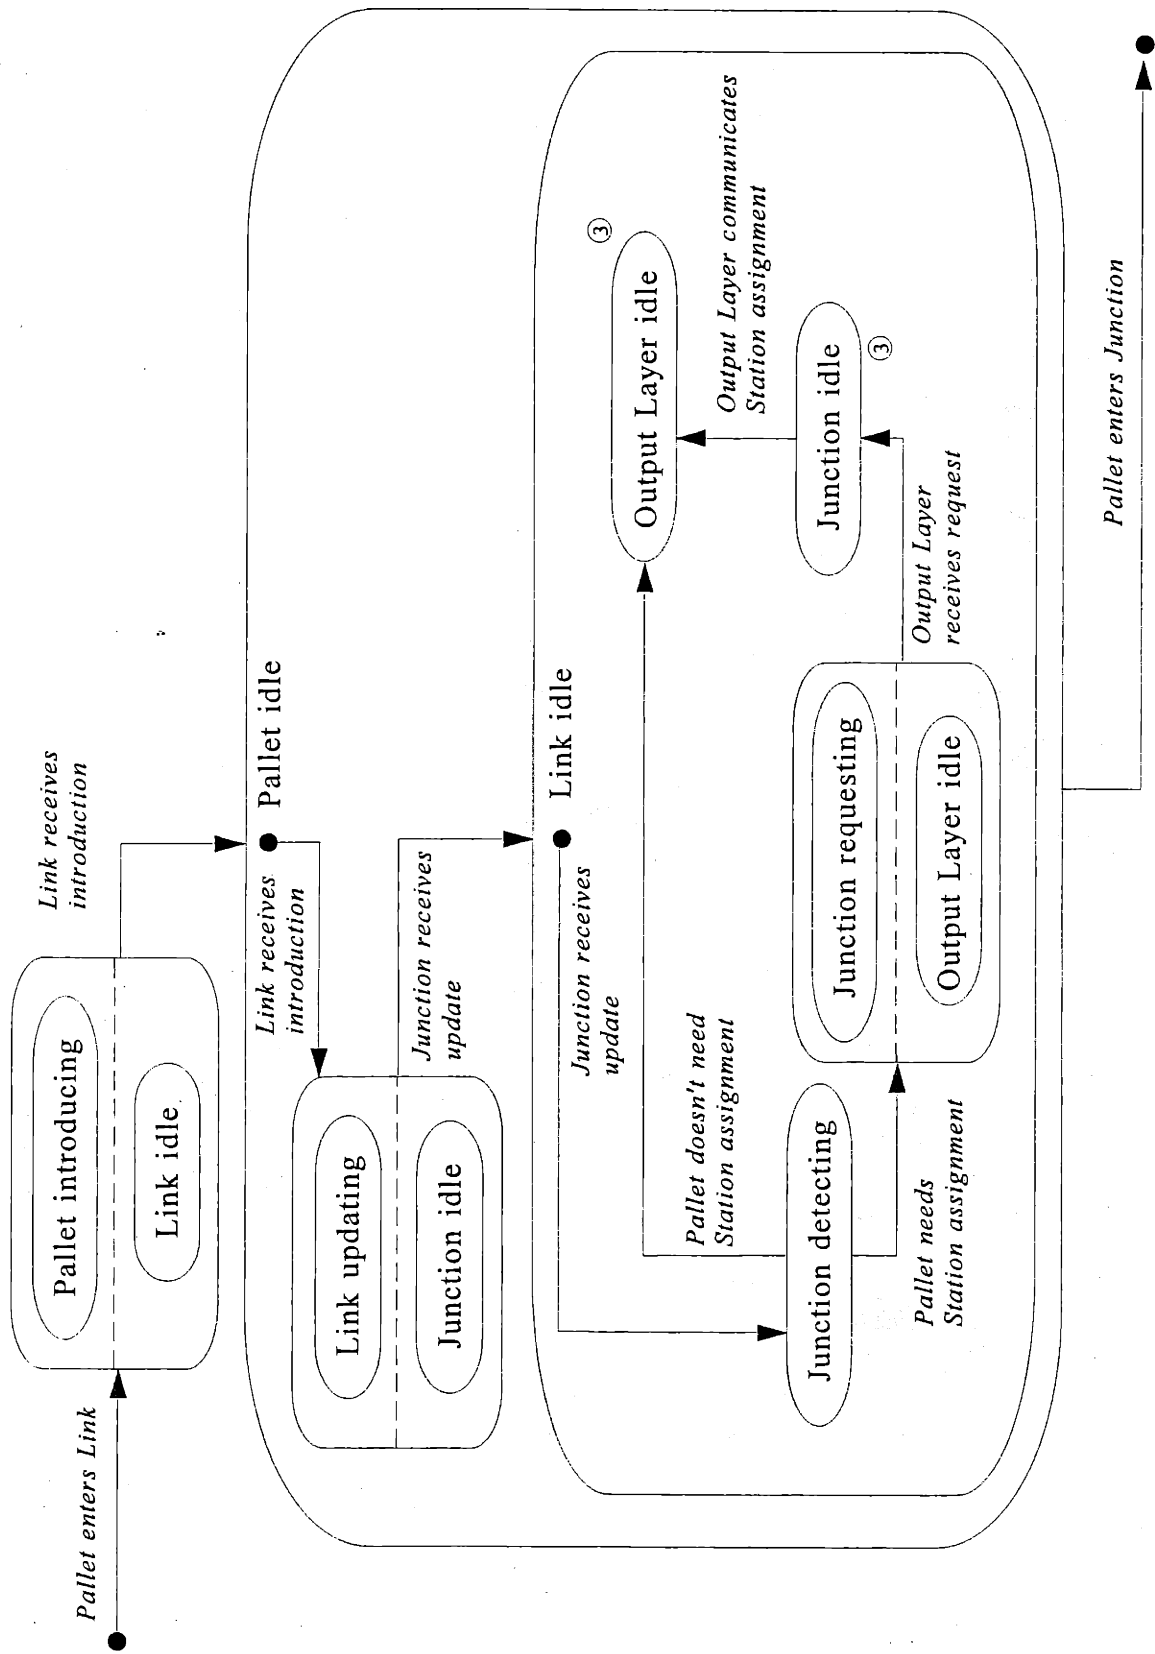 Pallet enters Link
Pallet introducing
Link idle
Link receives
introduction
Pallet idle
Link receives
introduction
Link updating
Junction idle
Junction receives
update
Link idle
Junction receives
update
Junction detecting
Pallet doesn't need
Station assignment
Pallet needs
Station assignment
Junction requesting
Output Layer idle
Output Layer
receives request
Junction idle
3
Output Layer communicates
Station assignment
Output Layer idle
3
Pallet enters Junction